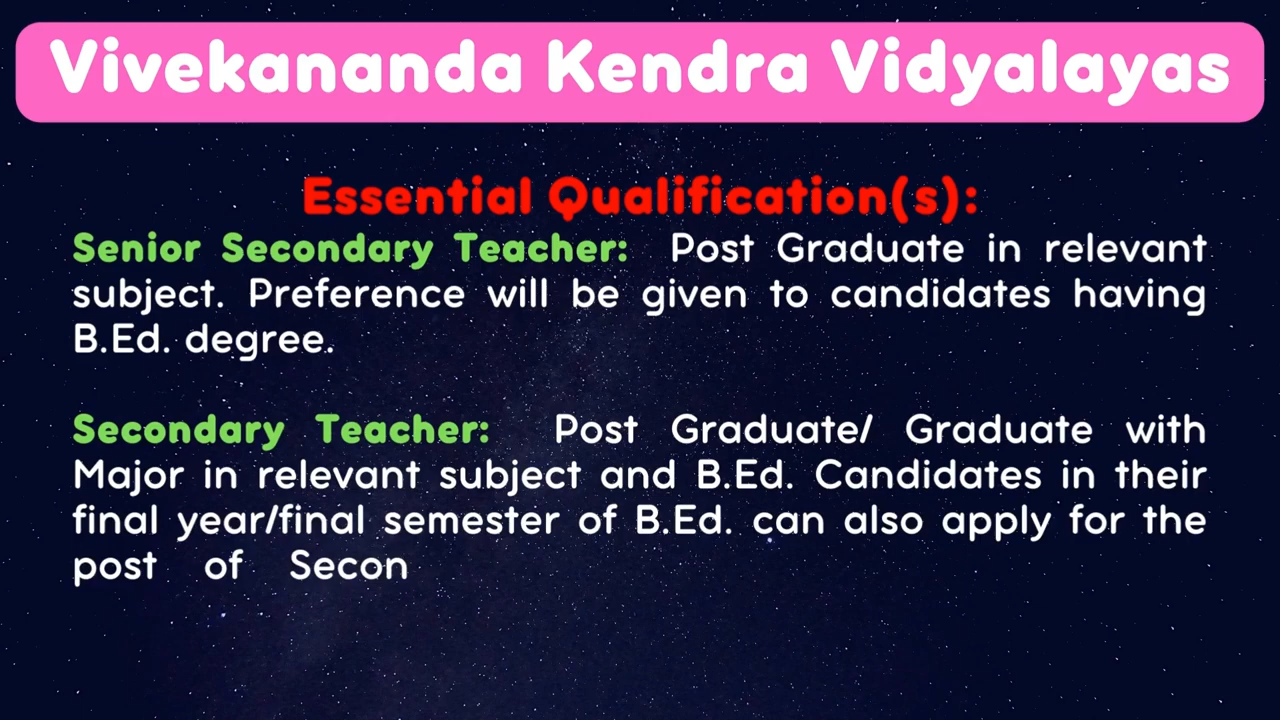 Vivekananda Kendra Vidyalayas
Essential Qualification(s):
Senior Secondary Teacher: Post Graduate in relevant
subject. Preference will be given to candidates having
B.Ed. degree.
Secondary Teacher: Post Graduate/ Graduate with
Major in relevant subject and B.Ed. Candidates in their
final year/final semester of B.Ed. can also apply for the
post of Secon